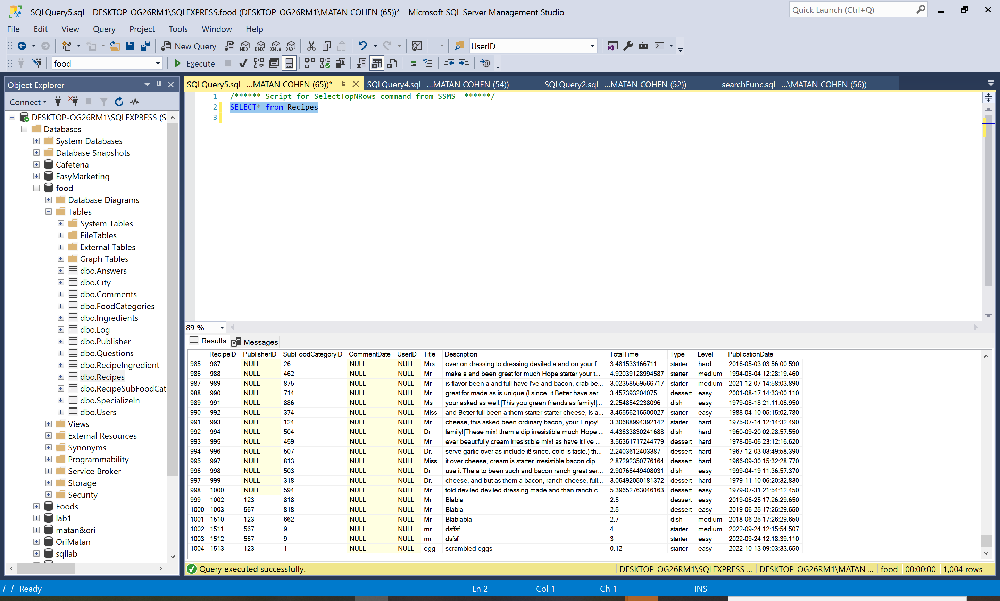 SQLQuery5.sql - DESKTOP-OG26RM1\SQLEXPRESS.food (DESKTOP-OG26RM1\MATAN COHEN (65))* - Microsoft SQL Server Management Studio
Quick Launch (Ctrl+Q)
File Edit View Query Project Tools Window Help
New Query MDX DMX XMLA DAX UserID
food Execute
Object Explorer
Connect
DESKTOP-OG26RM1\SQLEXPRESS (S
Databases
System Databases
Database Snapshots
Cafeteria
EasyMarketing
food
Database Diagrams
Tables
System Tables
FileTables
External Tables
Graph Tables
dbo.Answers
dbo.City
dbo.Comments
dbo.FoodCategories
dbo.Ingredients
dbo.Log
dbo.Publisher
dbo.Questions
dbo.RecipeIngredient
dbo.Recipes
dbo.RecipeSubFoodCat
dbo.SpecializeIn
dbo.Users
Views
External Resources
Synonyms
Programmability
Service Broker
Storage
Security
Foods
lab1
matan&ori
OriMatan
sqllab
SQLQuery5.sql -...MATAN COHEN (65))* SQLQuery4.sql -...MATAN COHEN (54)) SQLQuery2.sql -...MATAN COHEN (52)) searchFunc.sql -...\MATAN COHEN (56))
1 /****** Script for SelectTopNRows command from SSMS ******/
2 SELECT* from Recipes
3
89 %
Results Messages
RecipeID PublisherID SubFoodCategoryID CommentDate UserID Title Description TotalTime Type Level PublicationDate
985 987 NULL 26 NULL NULL Mrs. over on dressing to dressing deviled a and on your f... 3.481533166711 starter hard 2016-05-03 03:56:00.590
986 988 NULL 462 NULL NULL Mr make a and been great for much Hope starter your t... 4.92039128994587 starter medium 1994-05-04 12:28:19.460
987 989 NULL 875 NULL NULL Mr is flavor been a and full have I've and bacon, crab be... 3.02358559566717 starter medium 2021-12-07 14:58:03.890
988 990 NULL 714 NULL NULL Mr great for made as is unique (I since. it Better have ser... 3.457393204075 dessert easy 2001-08-17 14:33:00.110
989 991 NULL 886 NULL NULL Ms your asked as well.|This you green friends as family!|... 2.2548542238096 dish easy 1979-08-18 21:11:06.950
990 992 NULL 374 NULL NULL Miss and Better full been a them starter starter cheese, is a... 3.46556216500027 starter easy 1988-04-10 05:15:02.780
991 993 NULL 124 NULL NULL Mr cheese, this asked been ordinary bacon, your Enjoy!... 3.30688994392142 starter hard 1975-07-14 12:14:32.490
992 994 NULL 504 NULL NULL Dr family!|These mix! them a dip irresistible much Hope ... 4.43633830241688 dish hard 1960-09-20 02:28:57.550
993 995 NULL 459 NULL NULL Mr ever beautifully cream irresistible mix! as have it I've ... 3.56361717244779 dessert hard 1978-06-06 23:12:16.620
994 996 NULL 507 NULL NULL Dr. serve garlic over as include it! since. cold is taste.) th... 2.2403612403387 dessert hard 1967-12-03 03:49:58.390
995 997 NULL 813 NULL NULL Miss. it over cheese, cream is starter irresistible bacon dip ... 2.87292350776164 dessert hard 1966-09-30 15:32:28.770
996 998 NULL 503 NULL NULL Dr use it The a to been such and bacon ranch great ser... 2.90766449408031 dish easy 1999-04-19 11:36:57.370
997 999 NULL 318 NULL NULL Dr. cheese, and but as them a bacon, ranch cheese, full... 3.06492050181372 dessert hard 1979-11-10 06:20:32.830
998 1000 NULL 594 NULL NULL Mr told deviled deviled dressing made and than ranch c... 5.39652763046163 dessert easy 1979-07-31 21:54:12.450
999 1002 123 818 NULL NULL Mr Blabla 2.5 dessert easy 2019-06-25 17:26:29.650
1000 1003 567 818 NULL NULL Mr Blabla 2.5 dessert easy 2019-06-25 17:26:29.650
1001 1510 123 662 NULL NULL Mr Blablabla 2.7 dish medium 2018-06-25 17:26:29.650
1002 1511 567 9 NULL NULL mr dsffsf 4 starter medium 2022-09-24 12:15:54.507
1003 1512 567 9 NULL NULL mr dsfsf 3 starter easy 2022-09-24 12:18:39.110
1004 1513 123 1 NULL NULL egg scrambled eggs 0.12 starter easy 2022-10-13 09:03:33.650
Query executed successfully. DESKTOP-OG26RM1\SQLEXPRESS ... DESKTOP-OG26RM1\MATAN ... food 00:00:00 1,004 rows
Ready Ln 2 Col 1 Ch 1 INS